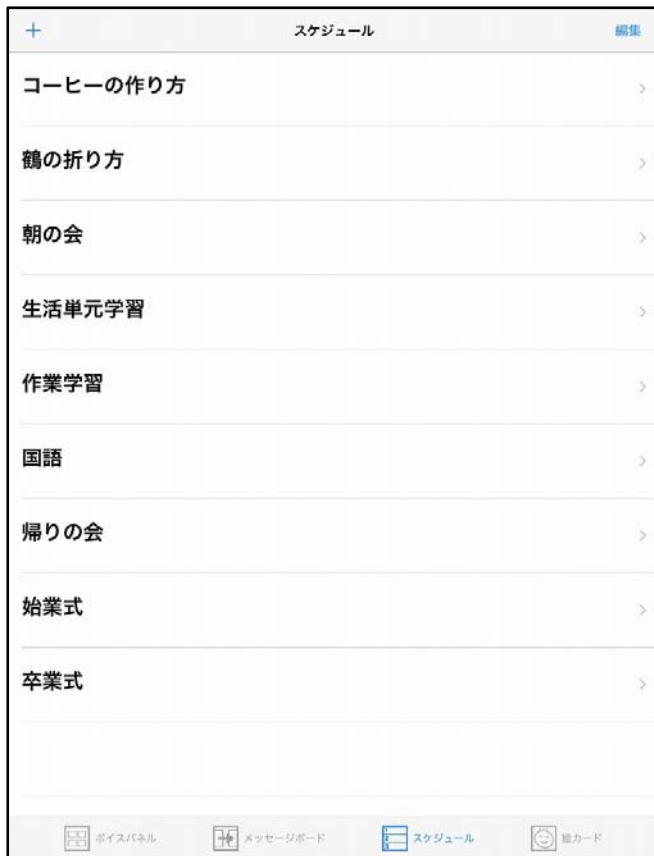 + スケジュール 編集
コーヒーの作り方
鶴の折り方
朝の会
生活単元学習
作業学習
国語
帰りの会
始業式
卒業式
ボイスパネル メッセージボード スケジュール 絵カード